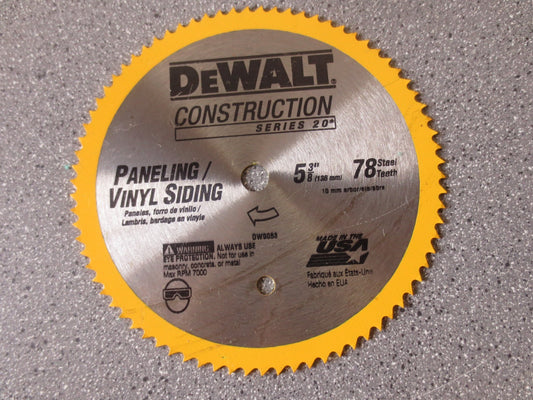 DEWALT®
CONSTRUCTION
SERIES 20®
PANELING/
VINYL SIDING
Paneles, forro de vinilo/
Lambris, bardage en vinyle
5 3/8" (136 mm)
78 Steel Teeth
10 mm arbor/eje/abre
DW9053
WARNING ALWAYS USE
EYE PROTECTION. Not for use in
masonry, concrete, or metal
Max RPM 7000
MADE IN THE
USA
Fabriqué aux États-Unis
Hecho en EUA